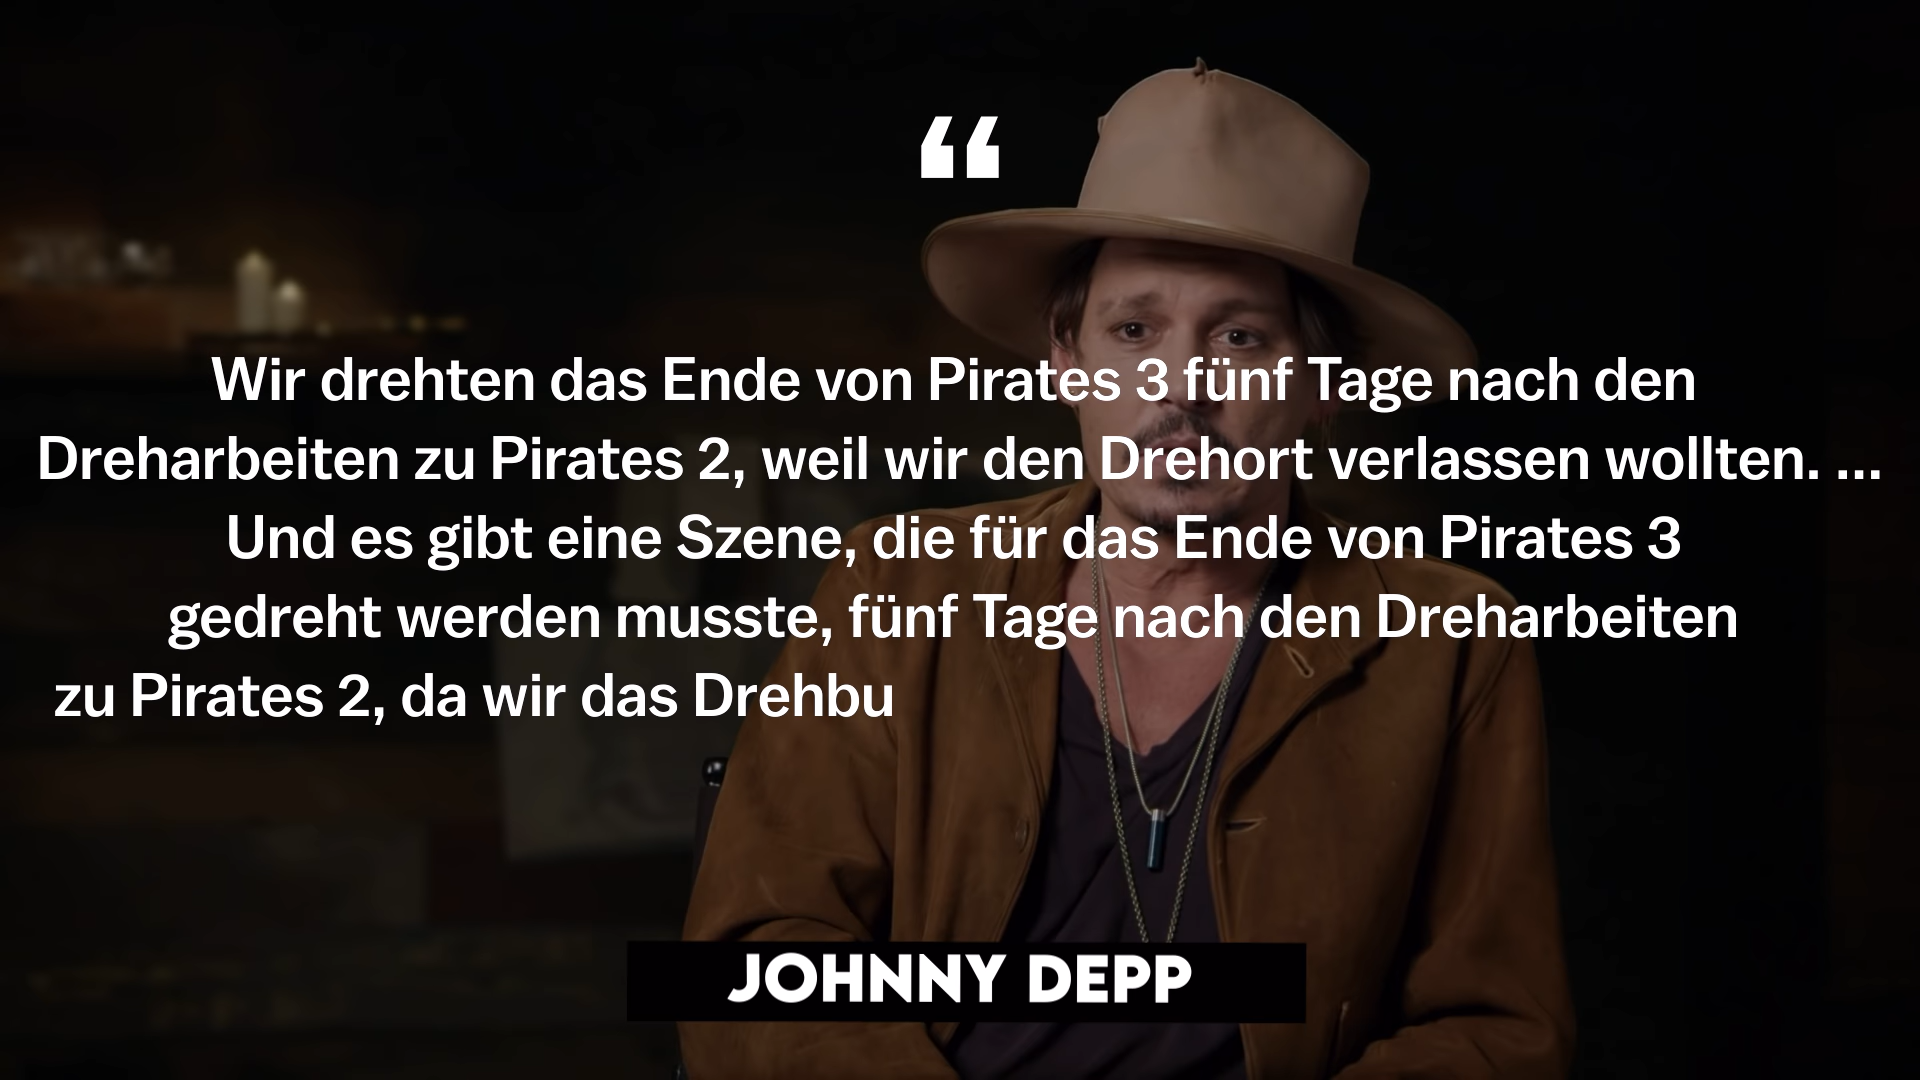 “
Wir drehten das Ende von Pirates 3 fünf Tage nach den
Dreharbeiten zu Pirates 2, weil wir den Drehort verlassen wollten. ...
Und es gibt eine Szene, die für das Ende von Pirates 3
gedreht werden musste, fünf Tage nach den Dreharbeiten
zu Pirates 2, da wir das Drehbu
JOHNNY DEPP